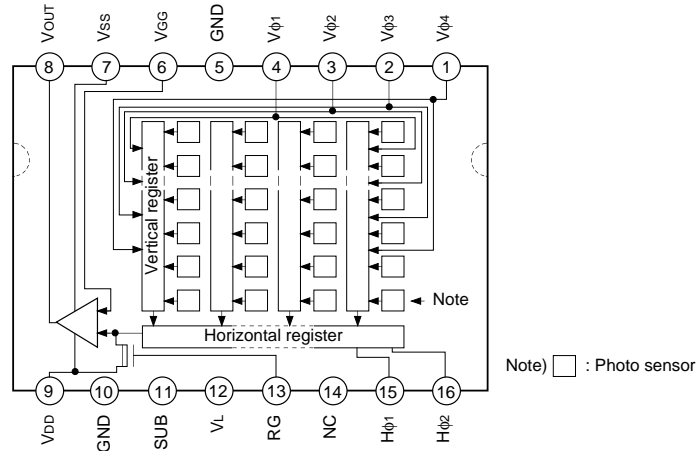 VOUT VSS VGG GND Vφ1 Vφ2 Vφ3 Vφ4
8 7 6 5 4 3 2 1
Vertical register
Note
Horizontal register
Note) : Photo sensor
9 10 11 12 13 14 15 16
VDD GND SUB VL RG NC Hφ1 Hφ2